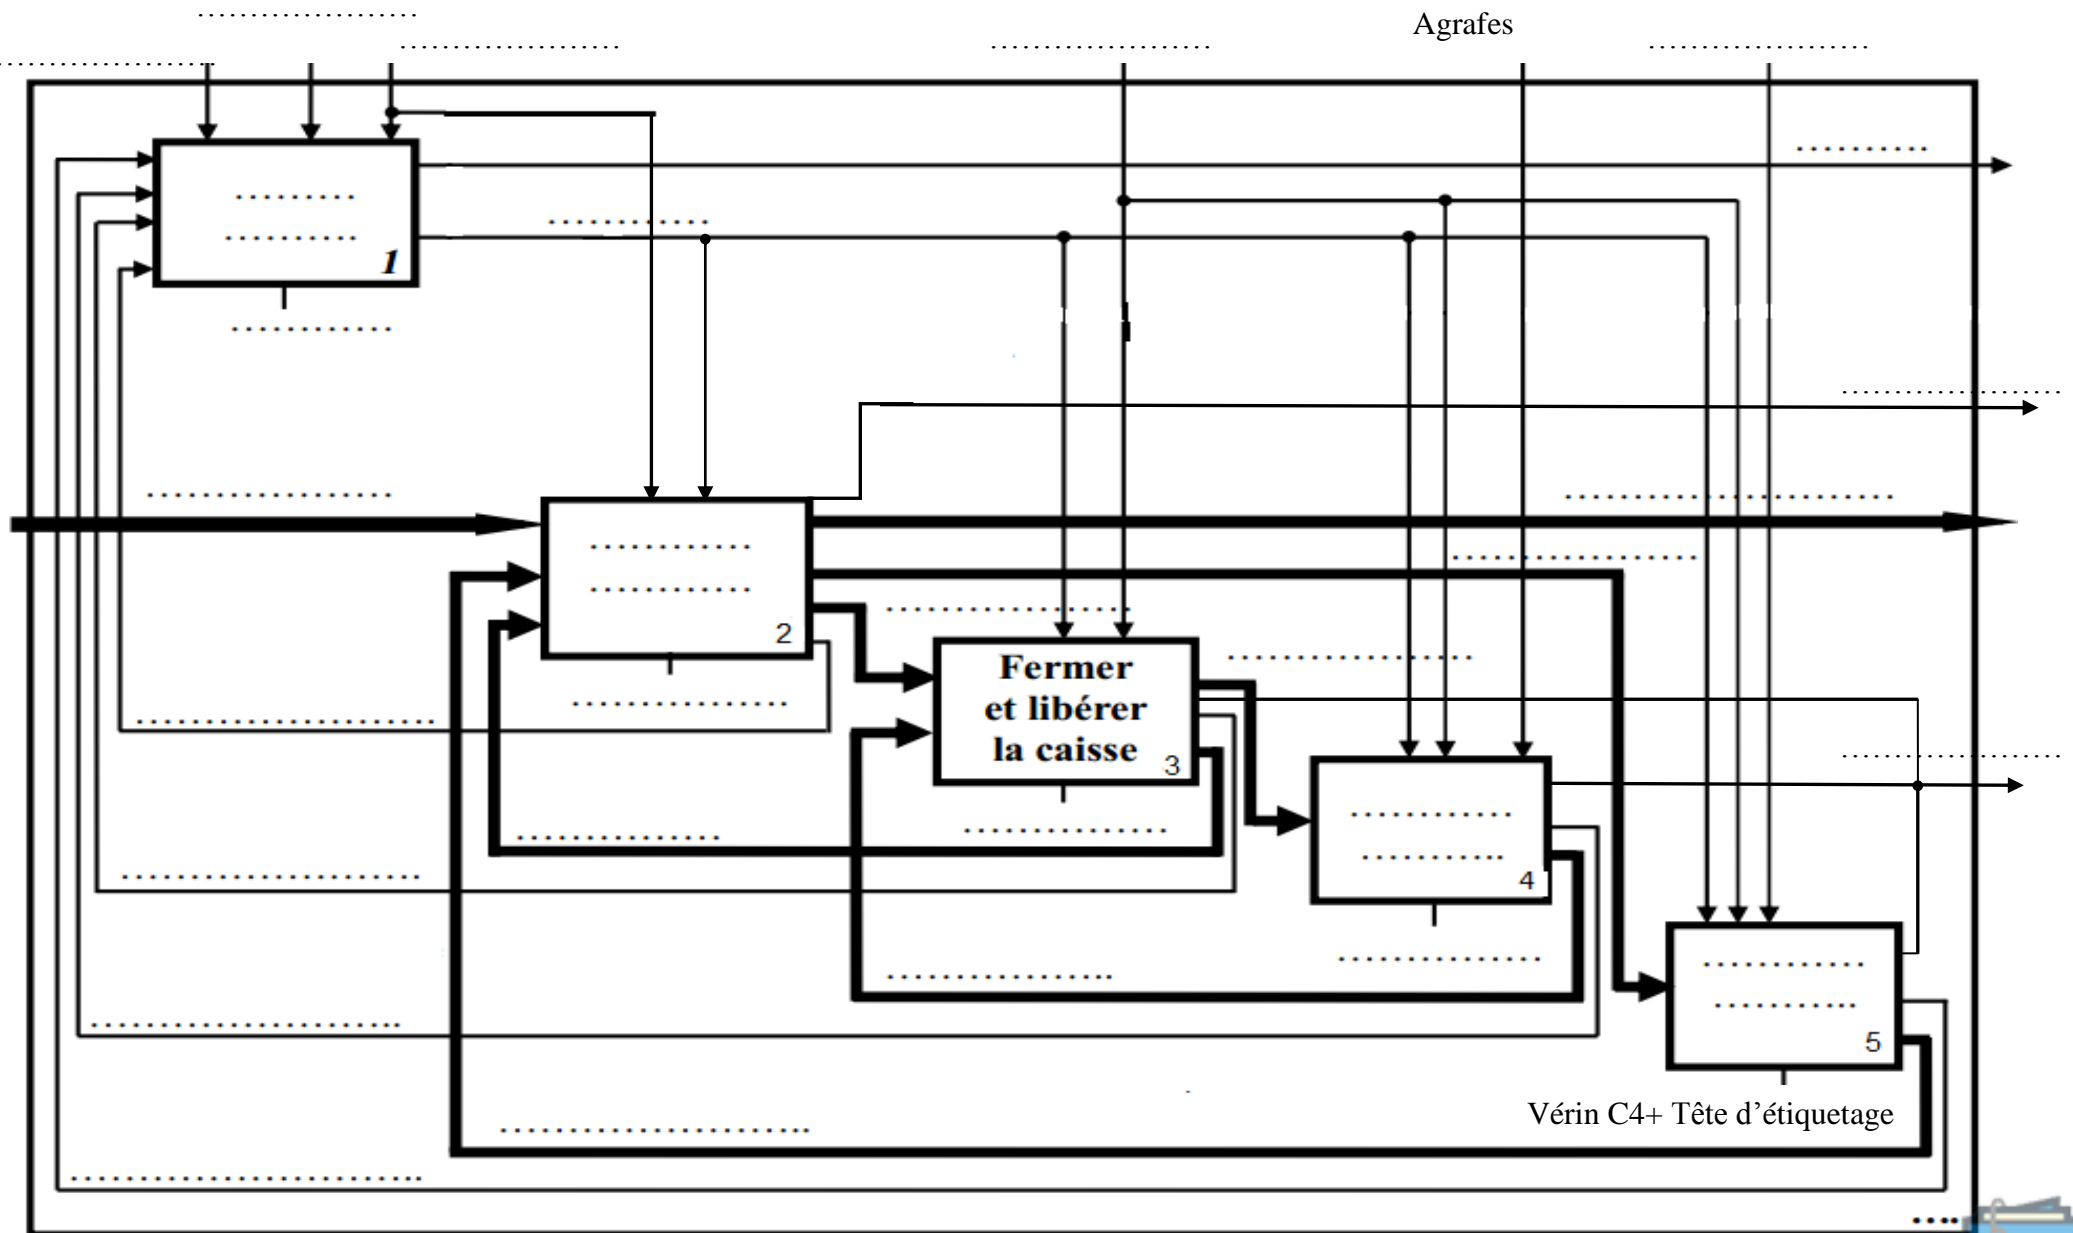 Agrafes
1
2
Fermer
et libérer
la caisse
3
4
5
Vérin C4+ Tête d’étiquetage